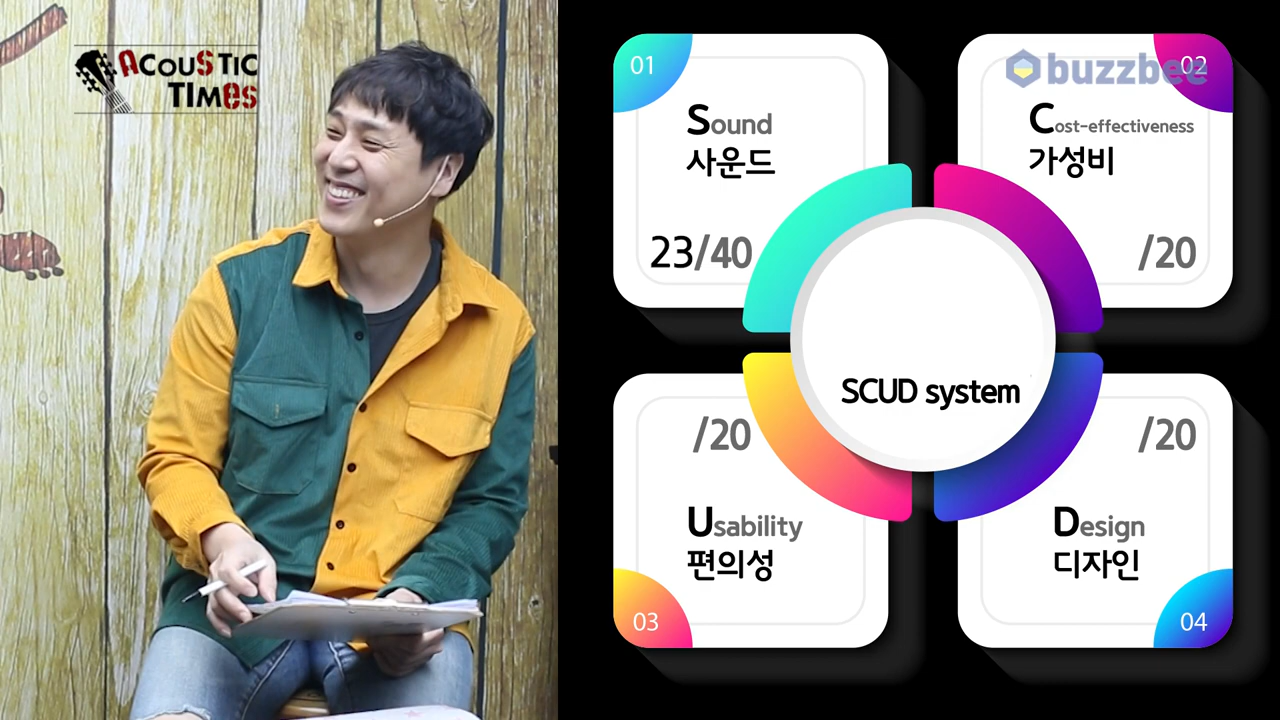 AcouSTic
TIMes
01
Sound
사운드
23/40
buzzbee
02
Cost-effectiveness
가성비
/20
SCUD system
/20
Usability
편의성
03
/20
Design
디자인
04